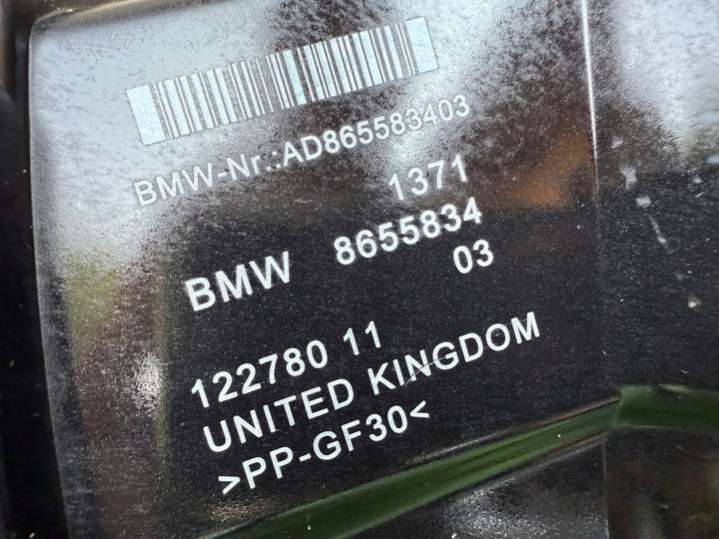 BMW-Nr.:AD865583403
1371
BMW 8655834
03
122780 11
UNITED KINGDOM
>PP-GF30<